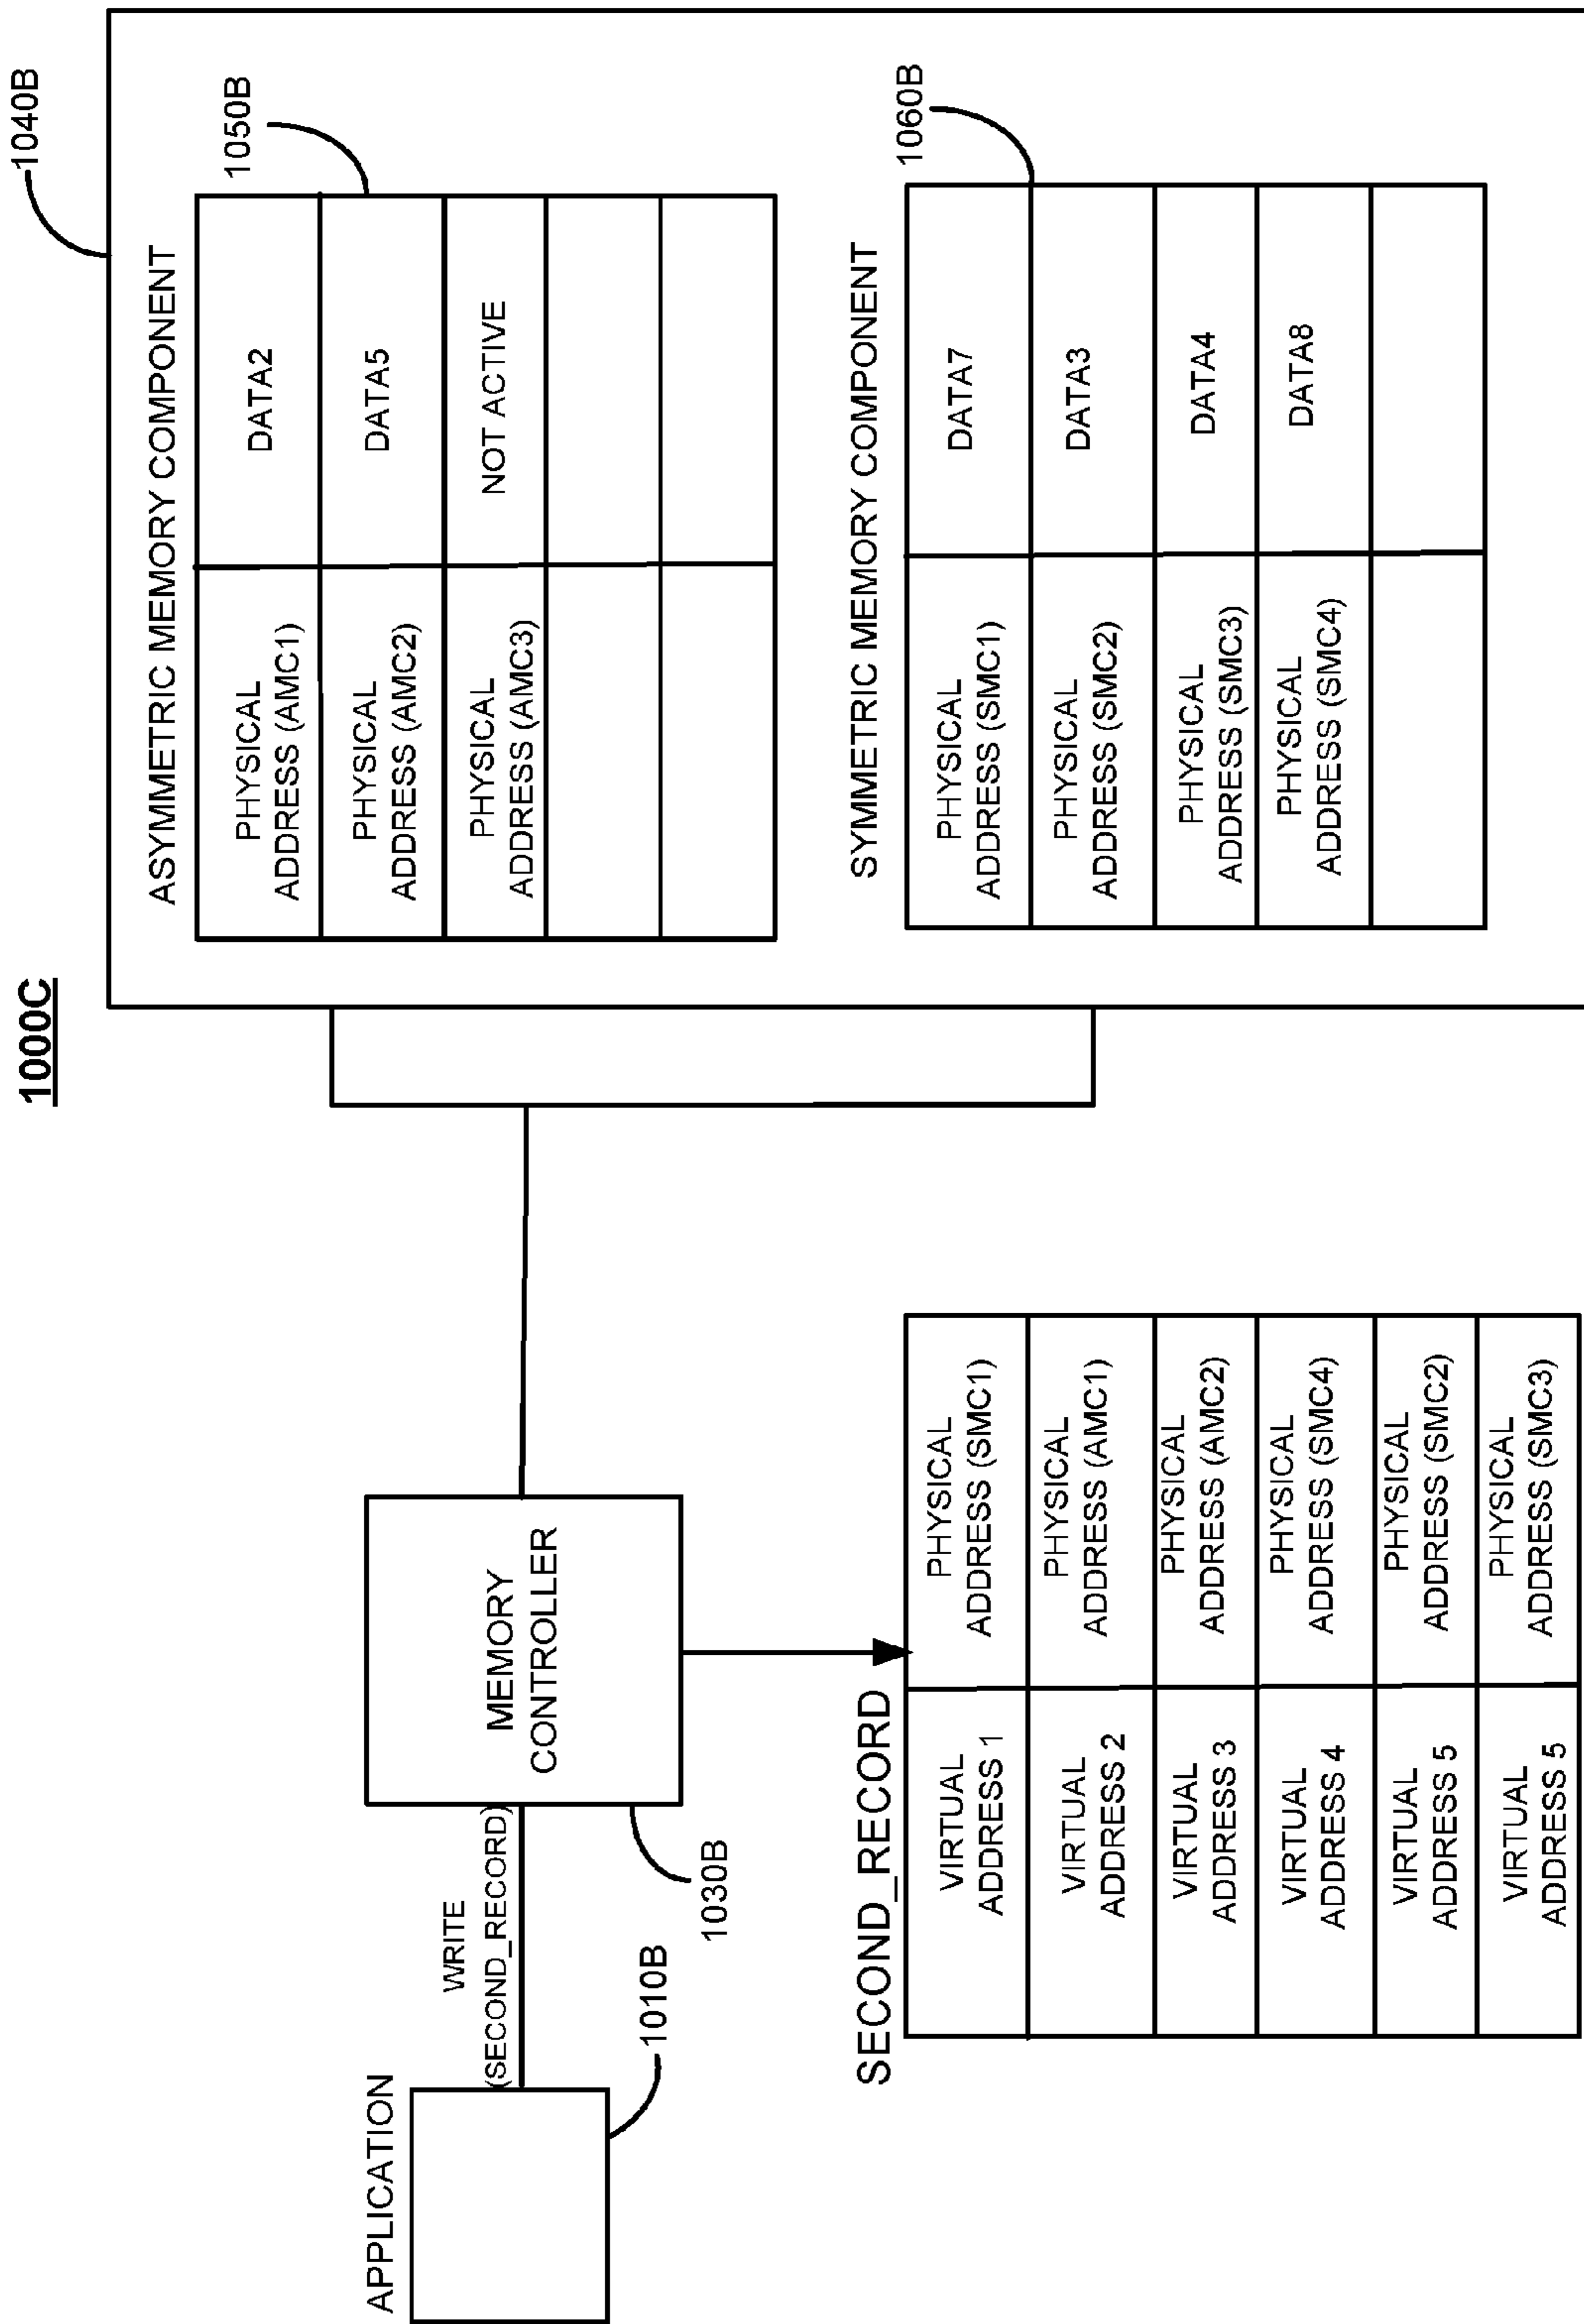 1000C
APPLICATION
1010B
WRITE
(SECOND_RECORD)
MEMORY
CONTROLLER
1030B
1040B
ASYMMETRIC MEMORY COMPONENT
1050B
PHYSICAL
ADDRESS (AMC1)
DATA2
PHYSICAL
ADDRESS (AMC2)
DATA5
PHYSICAL
ADDRESS (AMC3)
NOT ACTIVE
SECOND_RECORD
VIRTUAL
ADDRESS 1
PHYSICAL
ADDRESS (SMC1)
VIRTUAL
ADDRESS 2
PHYSICAL
ADDRESS (AMC1)
VIRTUAL
ADDRESS 3
PHYSICAL
ADDRESS (AMC2)
VIRTUAL
ADDRESS 4
PHYSICAL
ADDRESS (SMC4)
VIRTUAL
ADDRESS 5
PHYSICAL
ADDRESS (SMC2)
VIRTUAL
ADDRESS 5
PHYSICAL
ADDRESS (SMC3)
SYMMETRIC MEMORY COMPONENT
1060B
PHYSICAL
ADDRESS (SMC1)
DATA7
PHYSICAL
ADDRESS (SMC2)
DATA3
PHYSICAL
ADDRESS (SMC3)
DATA4
PHYSICAL
ADDRESS (SMC4)
DATA8